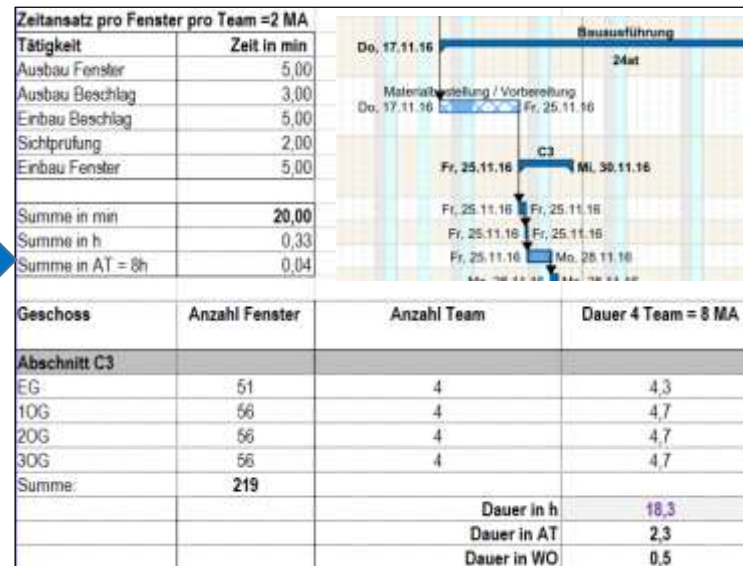 Zeitansatz pro Fenster pro Team =2 MA
Tätigkeit Zeit in min
Ausbau Fenster 5,00
Ausbau Beschlag 3,00
Einbau Beschlag 5,00
Sichtprüfung 2,00
Einbau Fenster 5,00
Summe in min 20,00
Summe in h 0,33
Summe in AT = 8h 0,04
Bauausführung
Do, 17.11.16
24at
Materialbestellung / Vorbereitung
Do, 17.11.16 Fr, 25.11.16
C3
Fr, 25.11.16 Mi, 30.11.16
Fr, 25.11.16 Fr, 25.11.16
Fr, 25.11.16 Fr, 25.11.16
Fr, 25.11.16 Mo, 28.11.16
Geschoss Anzahl Fenster Anzahl Team Dauer 4 Team = 8 MA
Abschnitt C3
EG 51 4 4,3
1OG 56 4 4,7
2OG 56 4 4,7
3OG 56 4 4,7
Summe: 219
Dauer in h 18,3
Dauer in AT 2,3
Dauer in WO 0,5